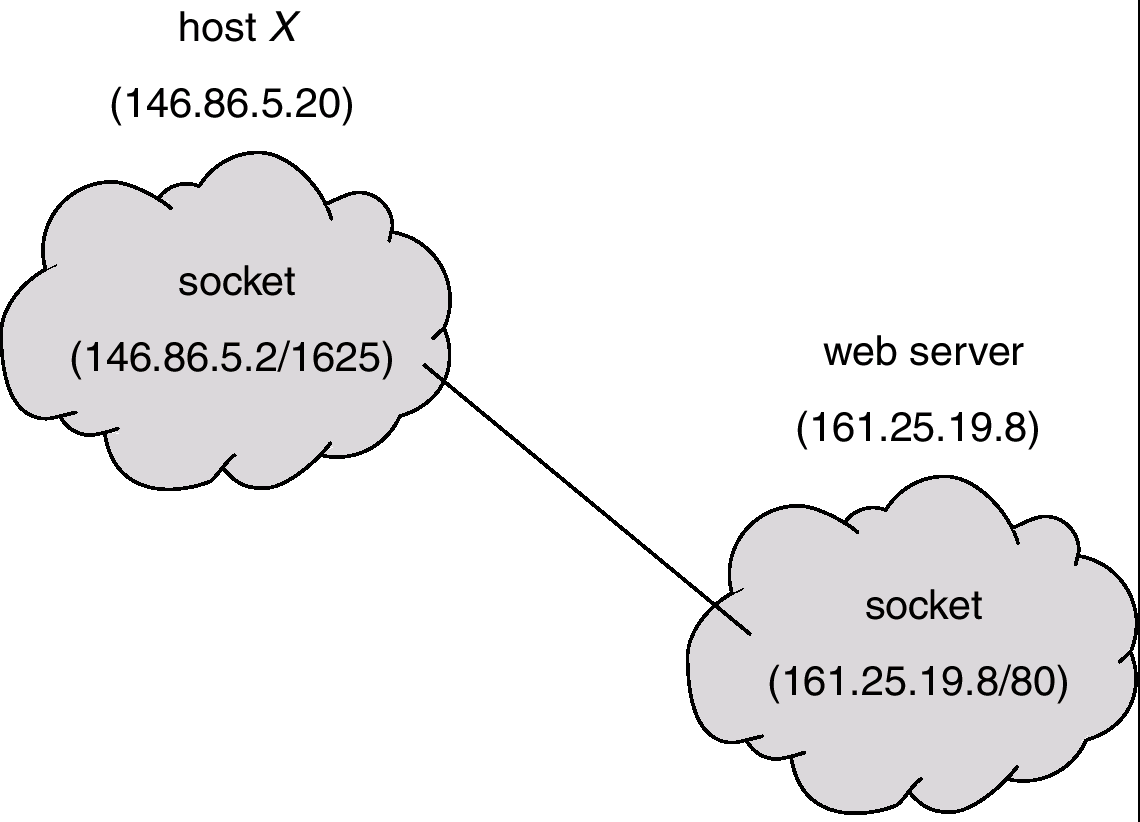 host X
(146.86.5.20)
socket
(146.86.5.2/1625)
web server
(161.25.19.8)
socket
(161.25.19.8/80)